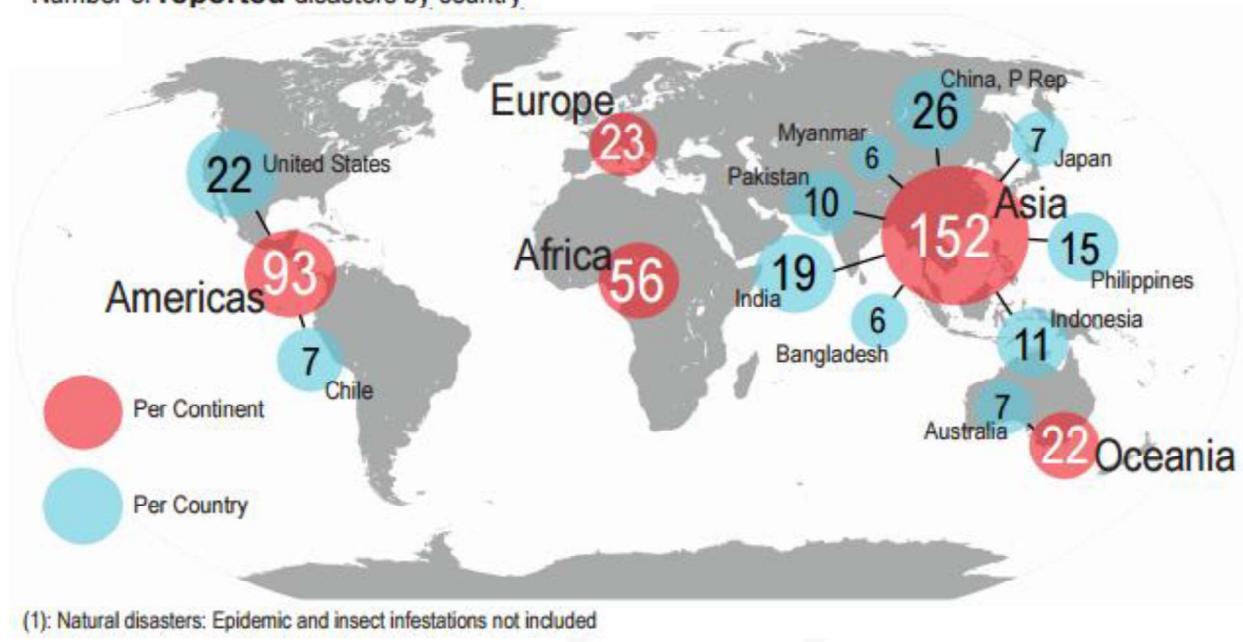 reported disasters by country
China, P Rep
26
Europe
23
Myanmar
6
7
Japan
22
United States
Pakistan
10
Asia
152
15
Philippines
Africa
56
93
Americas
19
India
6
Bangladesh
Indonesia
11
7
Chile
7
Australia
22
Oceania
Per Continent
Per Country
(1): Natural disasters: Epidemic and insect infestations not included